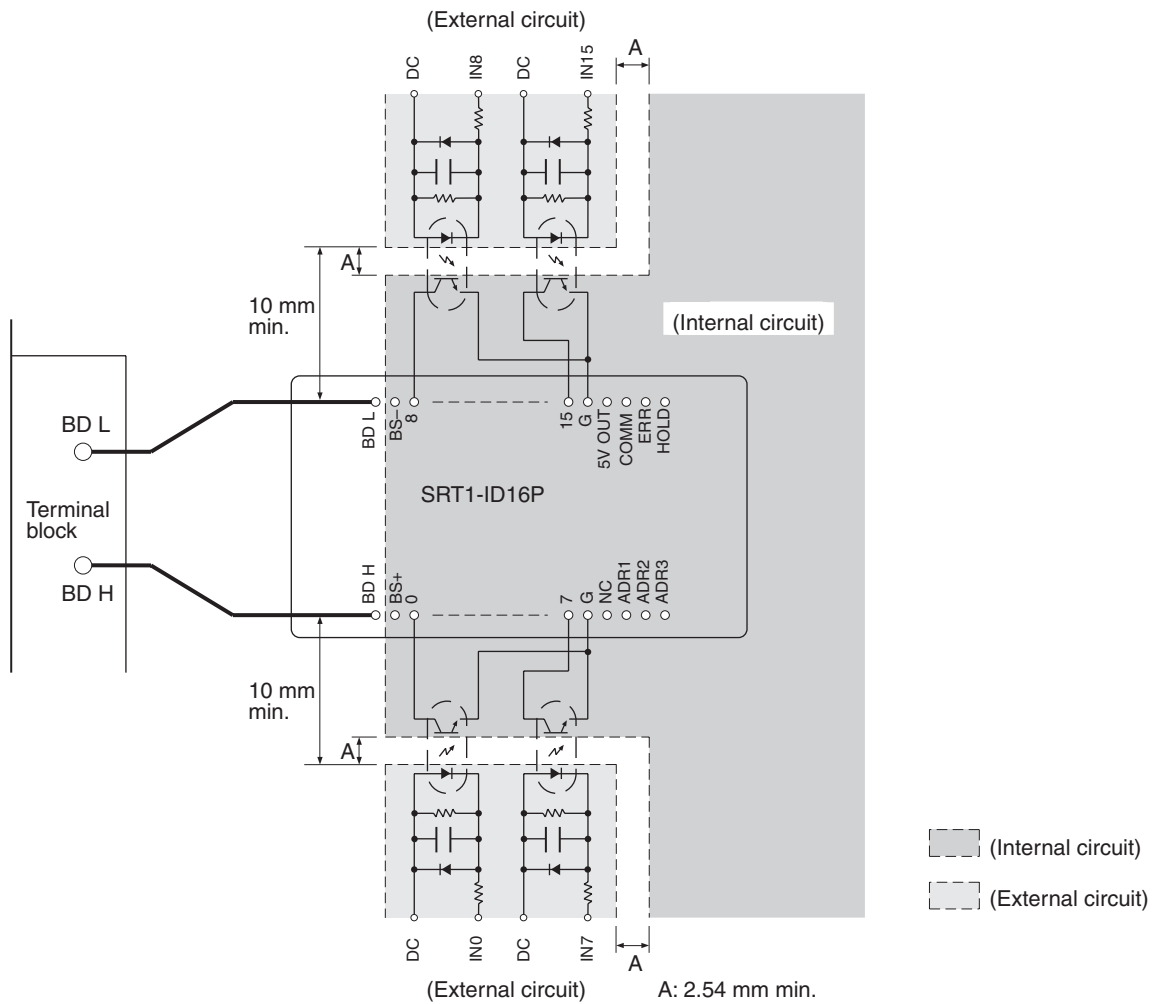 (External circuit)
DC
IN8
DC
IN15
A
A
10 mm
min.
(Internal circuit)
BD L
BD L
BS–
8
15
G
5V OUT
COMM
ERR
HOLD
Terminal
block
SRT1-ID16P
BD H
BD H
BS+
0
7
G
NC
ADR1
ADR2
ADR3
10 mm
min.
A
(Internal circuit)
(External circuit)
DC
IN0
DC
IN7
A
(External circuit)
A: 2.54 mm min.